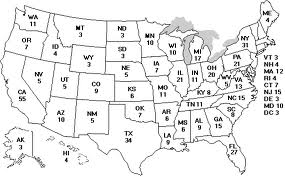 WA
11
OR
7
CA
55
ID
4
NV
5
MT
3
WY
3
UT
5
AZ
10
CO
9
NM
5
ND
3
SD
3
NE
5
KS
6
OK
7
TX
34
MN
10
IA
7
MO
11
AR
6
LA
9
WI
10
IL
21
MI
17
IN
11
OH
20
KY 8
TN 11
MS
6
AL
9
GA
15
FL
27
SC
8
NC 15
VA
13
WV
5
PA
21
NY
31
ME
4
VT 3
NH 4
MA 12
RI 4
CT 7
NJ 15
DE 3
MD 10
DC 3
AK
3
HI
4